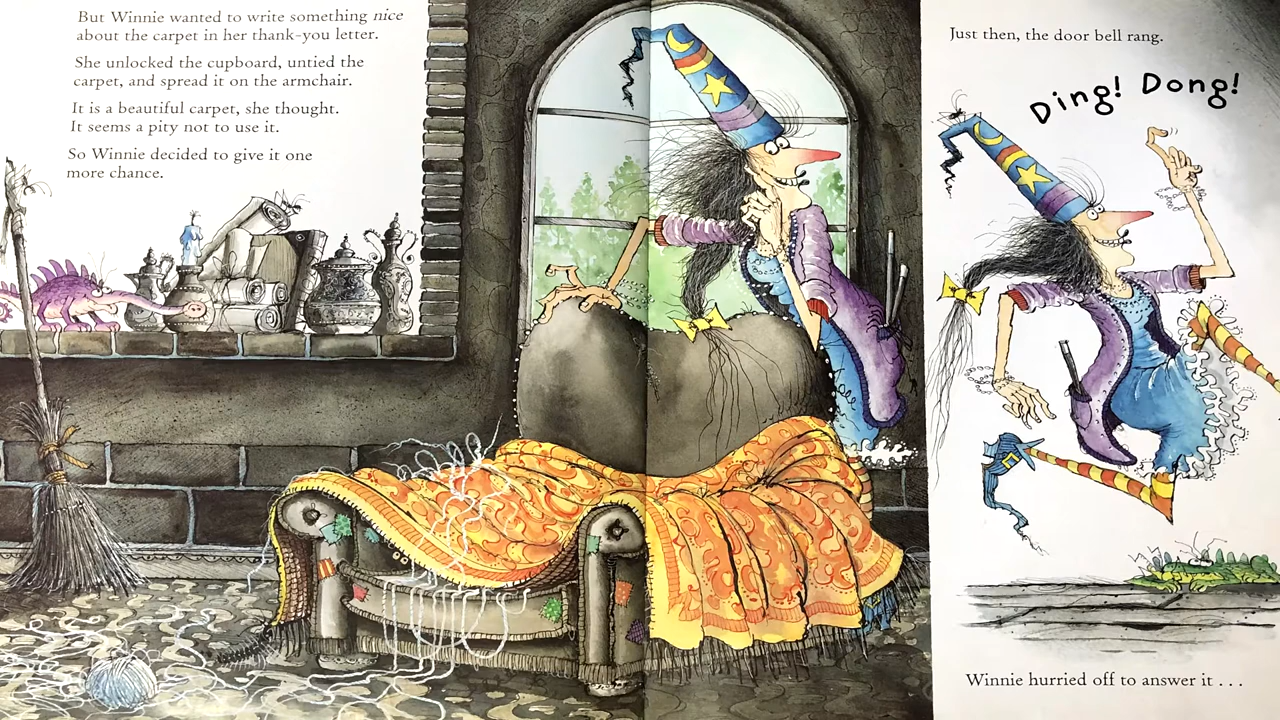 But Winnie wanted to write something nice
about the carpet in her thank-you letter.
She unlocked the cupboard, untied the
carpet, and spread it on the armchair.
It is a beautiful carpet, she thought.
It seems a pity not to use it.
So Winnie decided to give it one
more chance.
Just then, the door bell rang.
Ding! Dong!
Winnie hurried off to answer it . . .